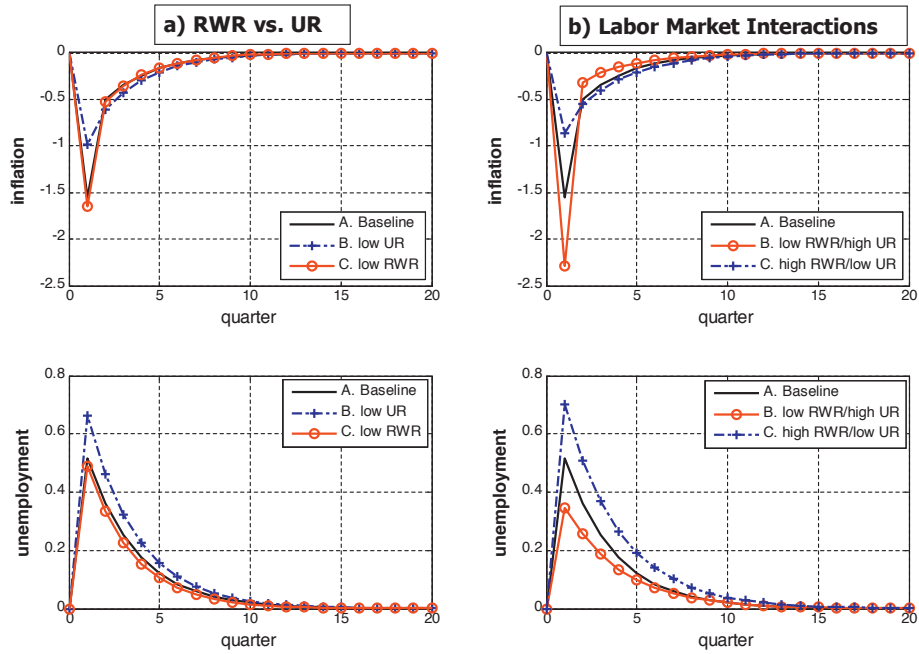 a) RWR vs. UR
b) Labor Market Interactions
0
-0.5
-1
-1.5
-2
-2.5
inflation
0
5
10
15
20
quarter
A. Baseline
B. low UR
C. low RWR
0
-0.5
-1
-1.5
-2
-2.5
inflation
0
5
10
15
20
quarter
A. Baseline
B. low RWR/high UR
C. high RWR/low UR
0.8
0.6
0.4
0.2
0
unemployment
0
5
10
15
20
quarter
A. Baseline
B. low UR
C. low RWR
0.8
0.6
0.4
0.2
0
unemployment
0
5
10
15
20
quarter
A. Baseline
B. low RWR/high UR
C. high RWR/low UR